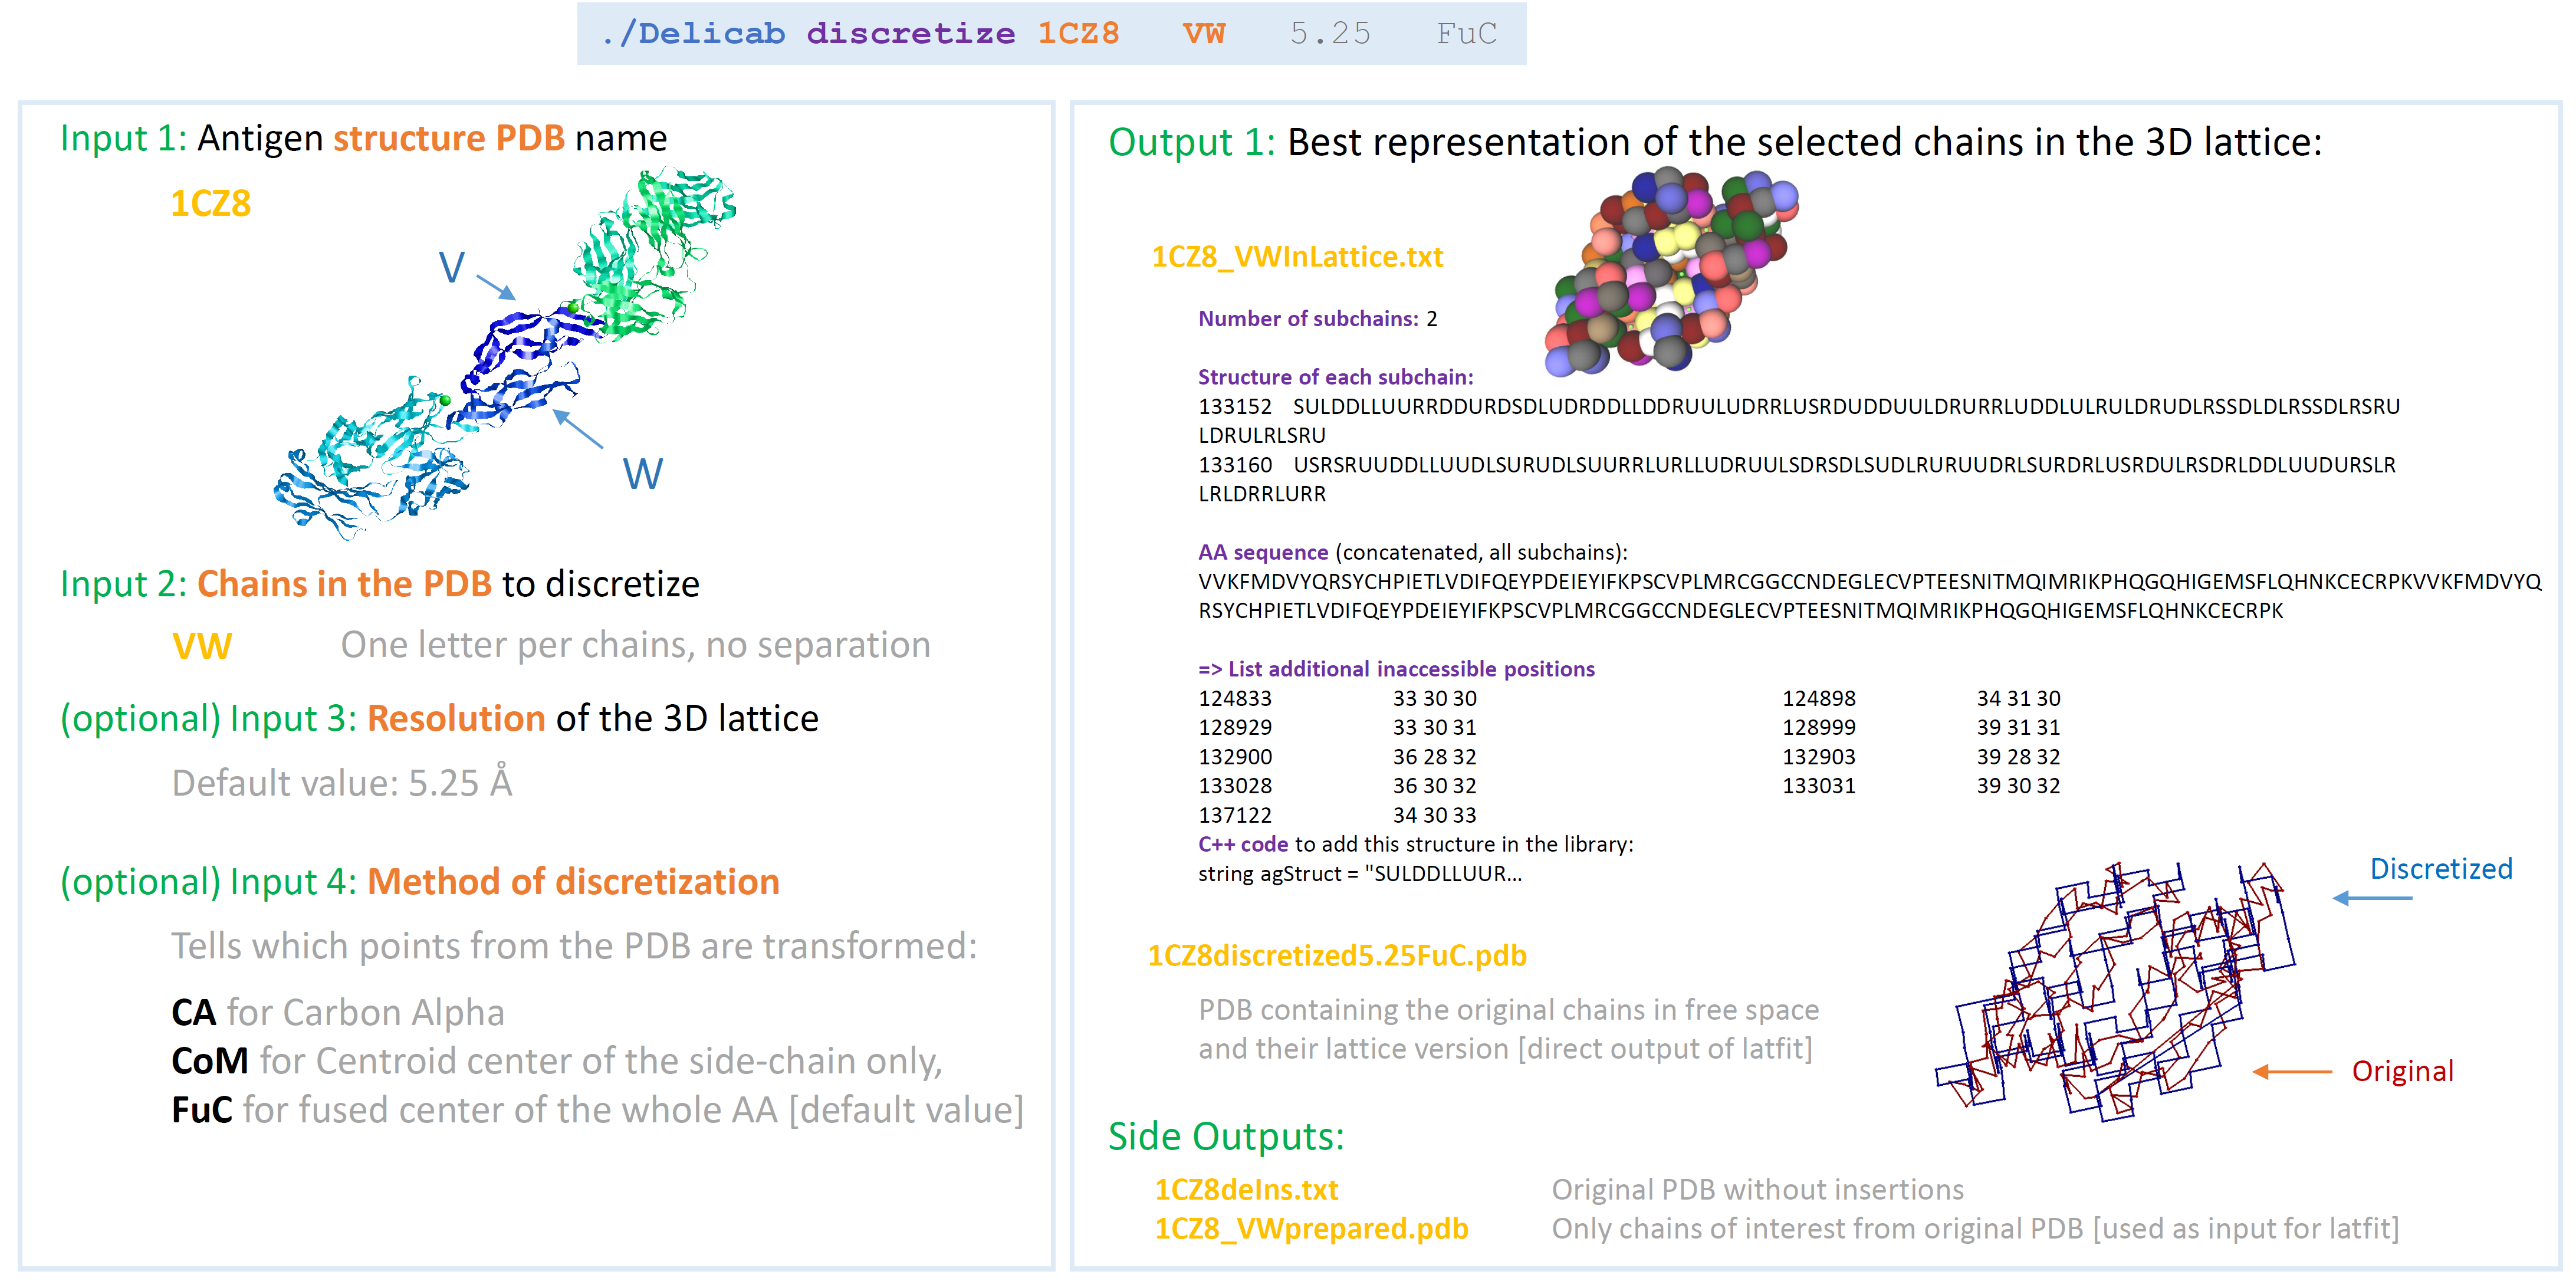 ./Delicab discretize 1CZ8 VW 5.25 FuC
Input 1: Antigen structure PDB name
1CZ8
V
W
Input 2: Chains in the PDB to discretize
VW One letter per chains, no separation
(optional) Input 3: Resolution of the 3D lattice
Default value: 5.25 Å
(optional) Input 4: Method of discretization
Tells which points from the PDB are transformed:
CA for Carbon Alpha
CoM for Centroid center of the side-chain only,
FuC for fused center of the whole AA [default value]
Output 1: Best representation of the selected chains in the 3D lattice:
1CZ8_VWInLattice.txt
Number of subchains: 2
Structure of each subchain:
133152 SULDDLLUURRDDURDSDLUDRDDLLDDRUULUDRRLUSRDUDDUULDRURRLUDDLULRULDRUDLRSSDLDLRSSDLRSRU
LDRULRLSRU
133160 USRSRUUDDLLUUDLSURUDLSUURRLURLLUDRUULSDRSDLSUDLRURUUDRLSURDRLUSRDULRSDRLDDLUUDURSLR
LRLDRRLURR
AA sequence (concatenated, all subchains):
VVKFMDVYQRSYCHPIETLVDIFQEYPDEIEYIFKPSCVPLMRCGGCCNDEGLECVPTEESNITMQIMRIKPHQGQHIGEMSFLQHNKCECRPKVVKFMDVYQ
RSYCHPIETLVDIFQEYPDEIEYIFKPSCVPLMRCGGCCNDEGLECVPTEESNITMQIMRIKPHQGQHIGEMSFLQHNKCECRPK
=> List additional inaccessible positions
124833 33 30 30 124898 34 31 30
128929 33 30 31 128999 39 31 31
132900 36 28 32 132903 39 28 32
133028 36 30 32 133031 39 30 32
137122 34 30 33
C++ code to add this structure in the library:
string agStruct = "SULDDLLUUR...
Discretized
Original
1CZ8discretized5.25FuC.pdb
PDB containing the original chains in free space
and their lattice version [direct output of latfit]
Side Outputs:
1CZ8deIns.txt Original PDB without insertions
1CZ8_VWprepared.pdb Only chains of interest from original PDB [used as input for latfit]